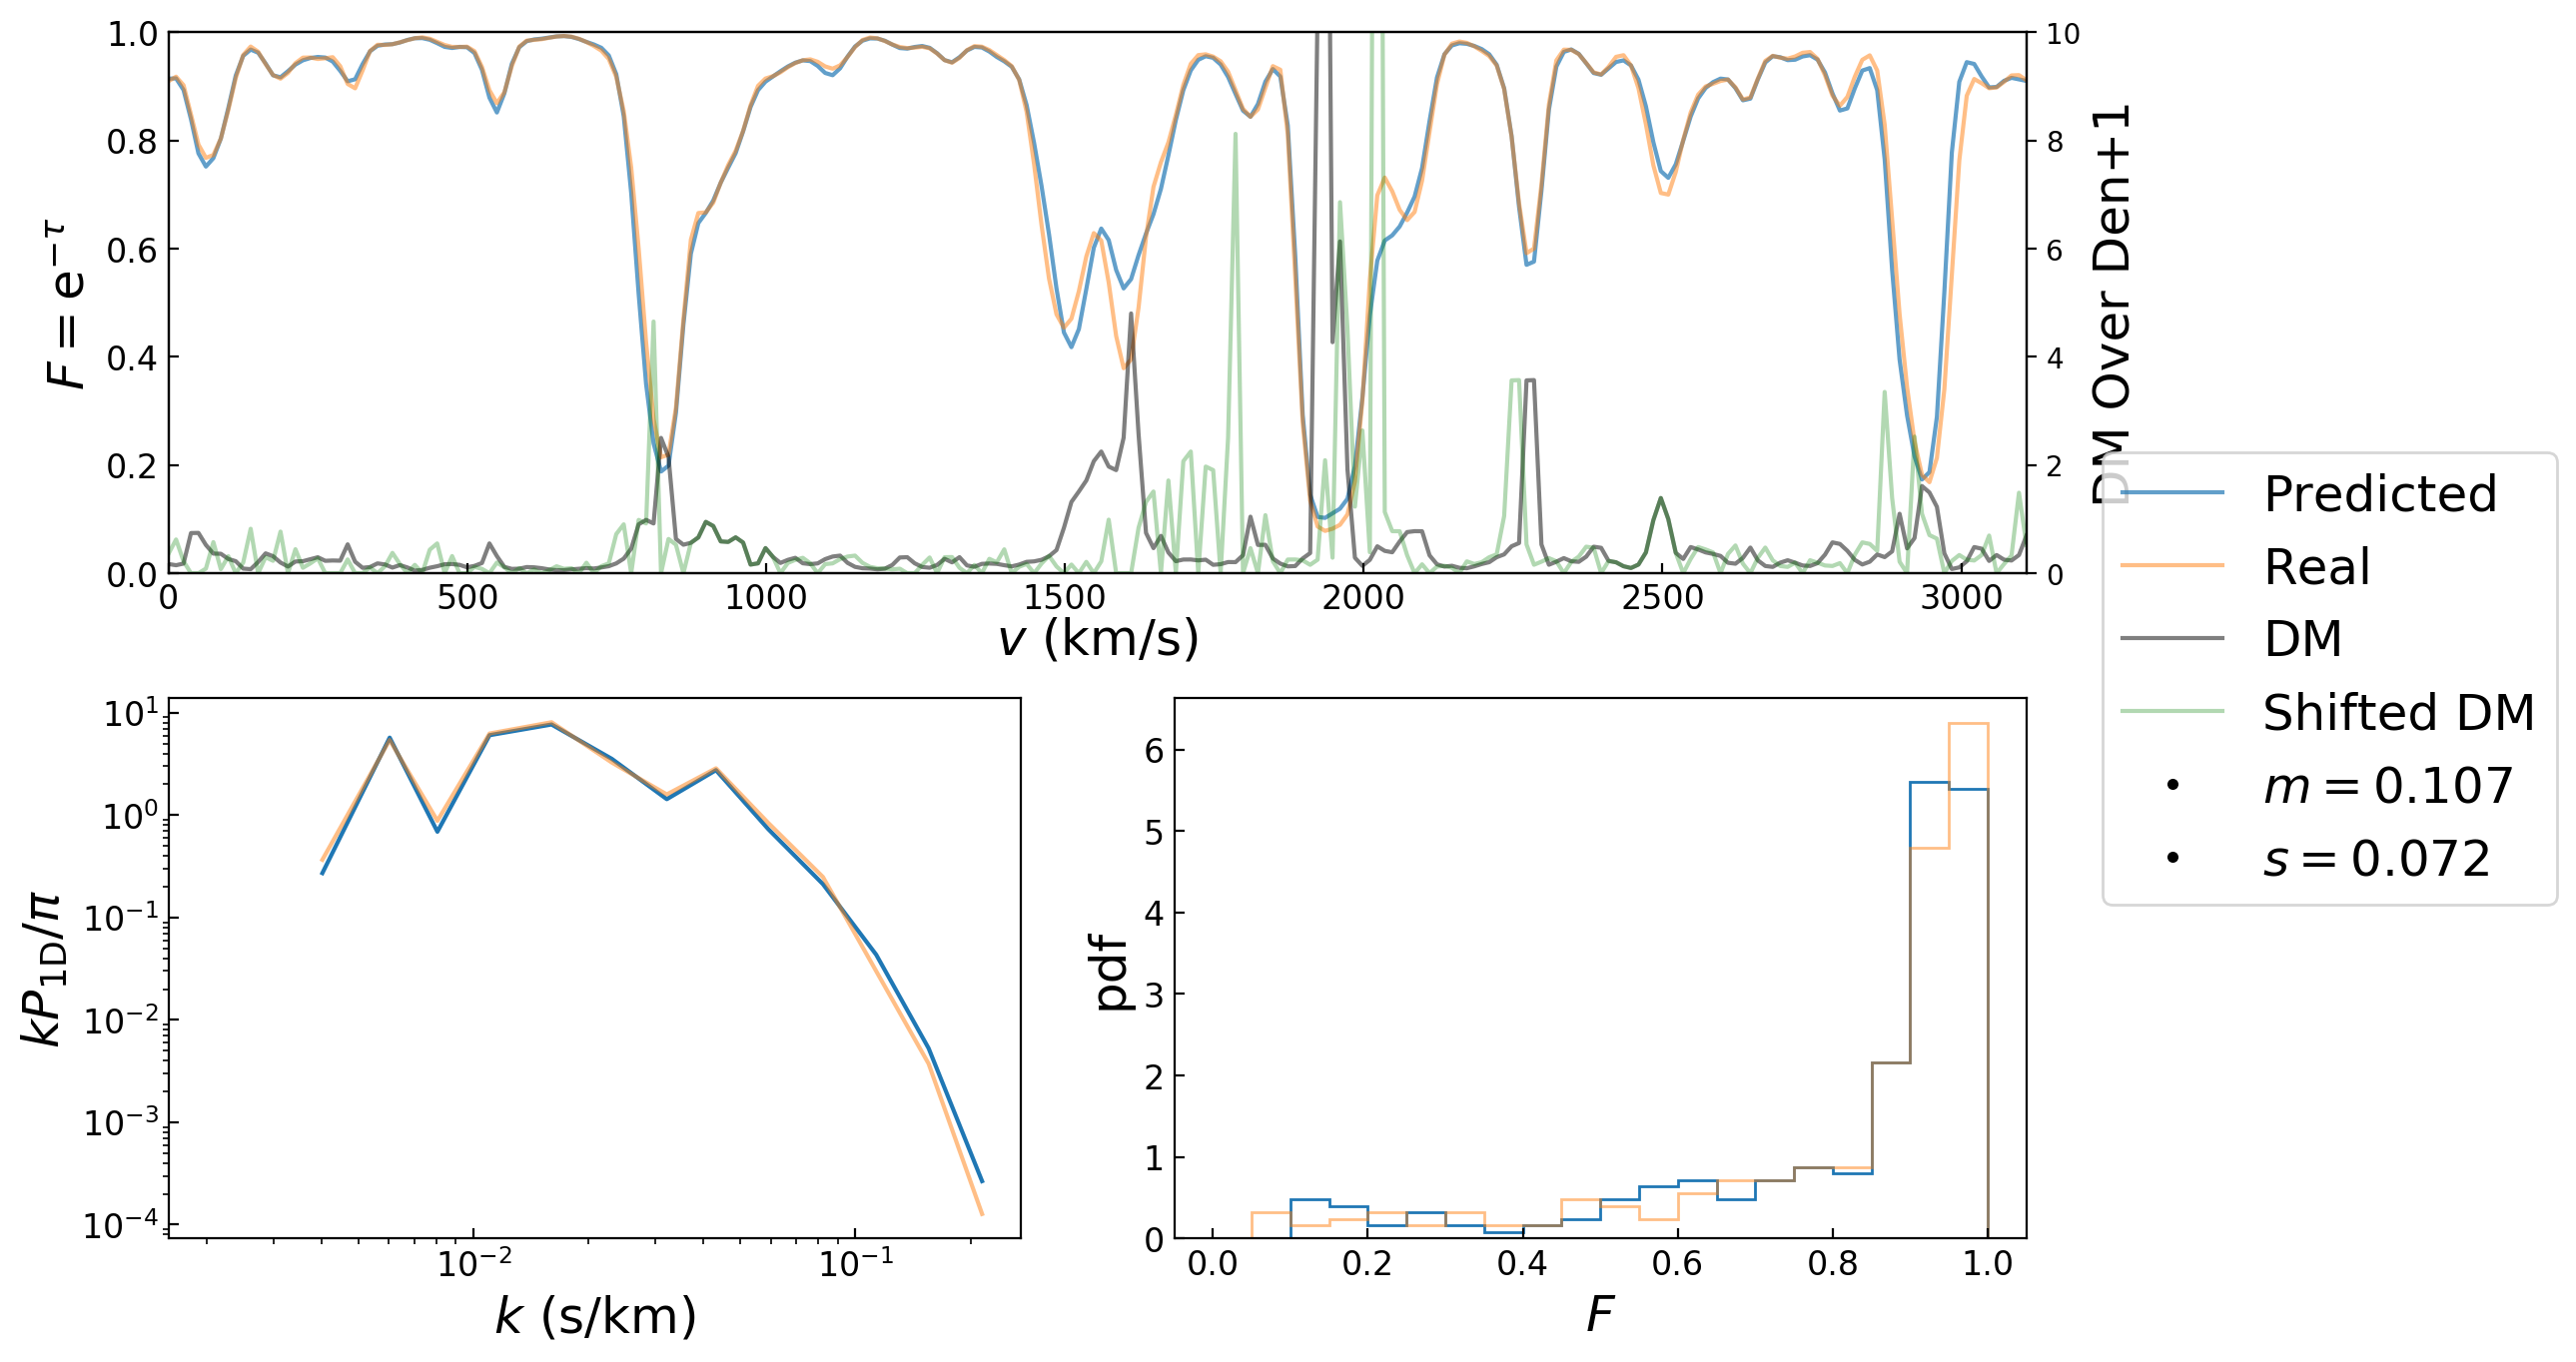 1.0
0.8
0.6
0.4
0.2
0.0
F = e^{−τ}
10
8
6
4
2
0
DM Over Den+1
0 500 1000 1500 2000 2500 3000
v (km/s)
Predicted
Real
DM
Shifted DM
m = 0.107
s = 0.072
10^1
10^0
10^{−1}
10^{−2}
10^{−3}
10^{−4}
kP_{1D}/π
10^{−2} 10^{−1}
k (s/km)
6
5
4
3
2
1
0
pdf
0.0 0.2 0.4 0.6 0.8 1.0
F